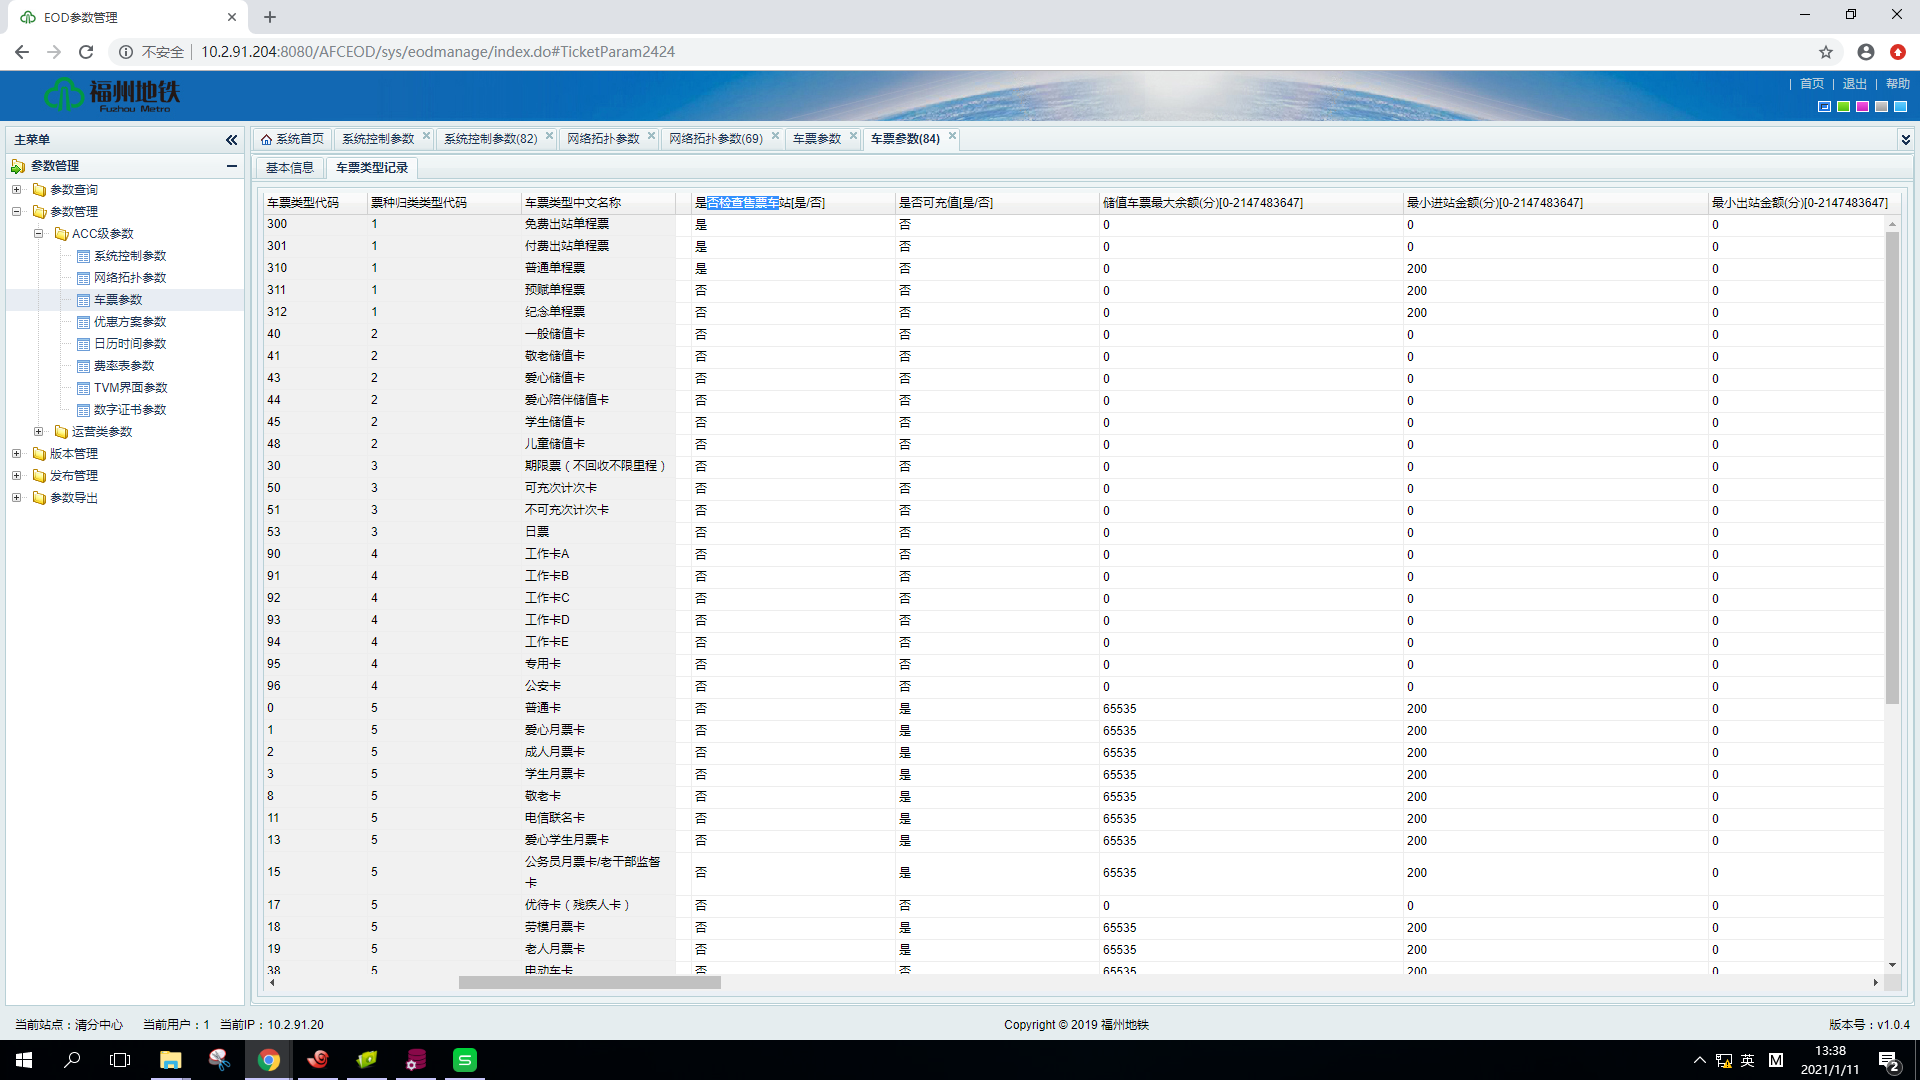 EOD参数管理
不安全 10.2.91.204:8080/AFCEOD/sys/eodmanage/index.do#TicketParam2424
福州地铁
Fuzhou Metro
首页 | 退出 | 帮助
主菜单
参数管理
参数查询
参数管理
ACC级参数
系统控制参数
网络拓扑参数
车票参数
优惠方案参数
日历时间参数
费率表参数
TVM界面参数
数字证书参数
运营类参数
版本管理
发布管理
参数导出
系统首页 系统控制参数 系统控制参数(82) 网络拓扑参数 网络拓扑参数(69) 车票参数 车票参数(84)
基本信息 车票类型记录
车票类型代码 票种归类类型代码 车票类型中文名称 是否检查售票车站[是/否] 是否可充值[是/否] 储值车票最大余额(分)[0-2147483647] 最小进站金额(分)[0-2147483647] 最小出站金额(分)[0-2147483647]
300 1 免费出站单程票 是 否 0 0 0
301 1 付费出站单程票 是 否 0 0 0
310 1 普通单程票 是 否 0 200 0
311 1 预赋单程票 否 否 0 200 0
312 1 纪念单程票 否 否 0 200 0
40 2 一般储值卡 否 否 0 0 0
41 2 敬老储值卡 否 否 0 0 0
43 2 爱心储值卡 否 否 0 0 0
44 2 爱心陪伴储值卡 否 否 0 0 0
45 2 学生储值卡 否 否 0 0 0
48 2 儿童储值卡 否 否 0 0 0
30 3 期限票（不回收不限里程） 否 否 0 0 0
50 3 可充次计次卡 否 否 0 0 0
51 3 不可充次计次卡 否 否 0 0 0
53 3 日票 否 否 0 0 0
90 4 工作卡A 否 否 0 0 0
91 4 工作卡B 否 否 0 0 0
92 4 工作卡C 否 否 0 0 0
93 4 工作卡D 否 否 0 0 0
94 4 工作卡E 否 否 0 0 0
95 4 专用卡 否 否 0 0 0
96 4 公安卡 否 否 0 0 0
0 5 普通卡 否 是 65535 200 0
1 5 爱心月票卡 否 是 65535 200 0
2 5 成人月票卡 否 是 65535 200 0
3 5 学生月票卡 否 是 65535 200 0
8 5 敬老卡 否 是 65535 200 0
11 5 电信联名卡 否 是 65535 200 0
13 5 爱心学生月票卡 否 是 65535 200 0
15 5 公务员月票卡/老干部监督卡 否 是 65535 200 0
17 5 优待卡（残疾人卡） 否 否 0 0 0
18 5 劳模月票卡 否 是 65535 200 0
19 5 老人月票卡 否 是 65535 200 0
38 5 电动车卡 否 否 65535 200 0
当前站点：清分中心 当前用户：1 当前IP：10.2.91.20
Copyright © 2019 福州地铁
版本号：v1.0.4
英 M 13:38
2021/1/11
2